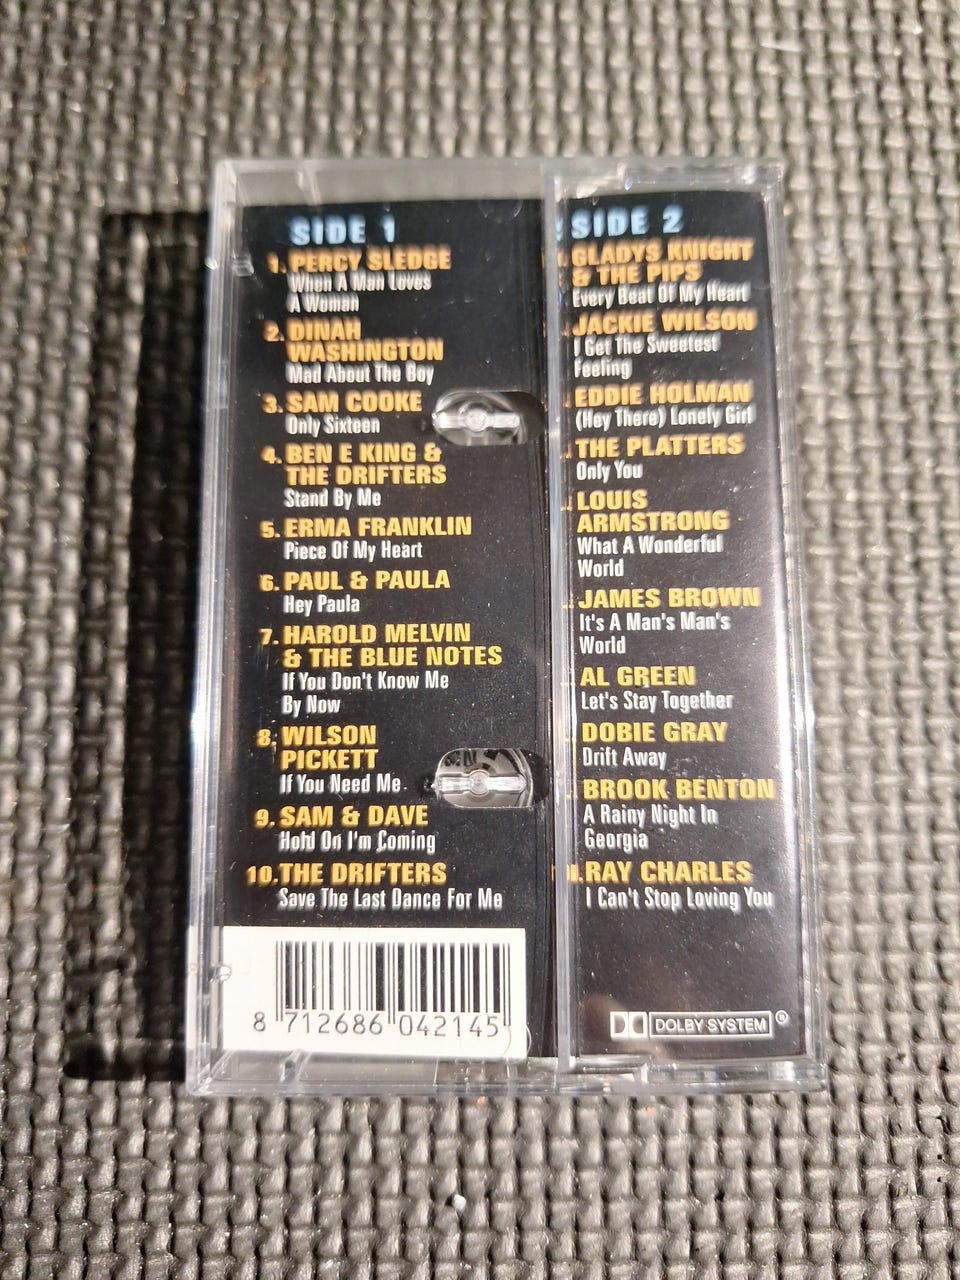 SIDE 1
1. PERCY SLEDGE
When A Man Loves
A Woman
2. DINAH
WASHINGTON
Mad About The Boy
3. SAM COOKE
Only Sixteen
4. BEN E KING &
THE DRIFTERS
Stand By Me
5. ERMA FRANKLIN
Piece Of My Heart
6. PAUL & PAULA
Hey Paula
7. HAROLD MELVIN
& THE BLUE NOTES
If You Don't Know Me
By Now
8. WILSON
PICKETT
If You Need Me
9. SAM & DAVE
Hold On I'm Coming
10. THE DRIFTERS
Save The Last Dance For Me
8 712686 042145
SIDE 2
GLADYS KNIGHT
& THE PIPS
Every Beat Of My Heart
JACKIE WILSON
I Get The Sweetest
Feeling
EDDIE HOLMAN
(Hey There) Lonely Girl
THE PLATTERS
Only You
LOUIS
ARMSTRONG
What A Wonderful
World
JAMES BROWN
It's A Man's Man's
World
AL GREEN
Let's Stay Together
DOBIE GRAY
Drift Away
BROOK BENTON
A Rainy Night In
Georgia
RAY CHARLES
I Can't Stop Loving You
DOLBY SYSTEM ®